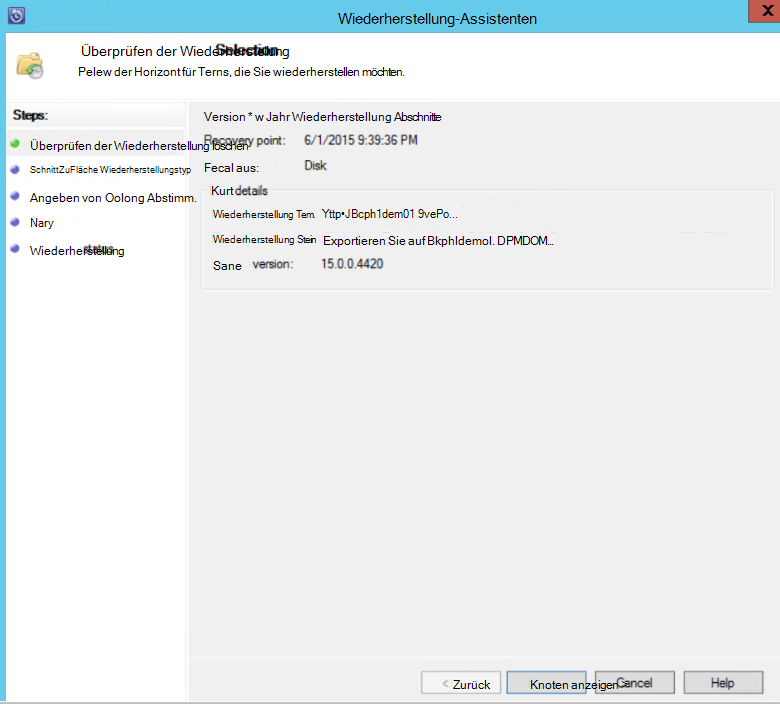 Wiederherstellung-Assistenten
X
Überprüfen der Wiederherstellung Selection
Pelew der Horizont für Terns, die Sie wiederherstellen möchten.
Steps:
Überprüfen der Wiederherstellung löschen
SchnittZuFläche Wiederherstellungstyp
Angeben von Oolong Abstimm.
Nary
Wiederherstellung status
Version * w Jahr Wiederherstellung Abschnitte
Recovery point: 6/1/2015 9:39:36 PM
Fecal aus: Disk
Kurt details
Wiederherstellung Tem. Yttp•JBcph1dem01 9vePo...
Wiederherstellung Stein Exportieren Sie auf Bkphldemol. DPMDOM...
Sane version: 15.0.0.4420
< Zurück
Knoten anzeigen >
Cancel
Help